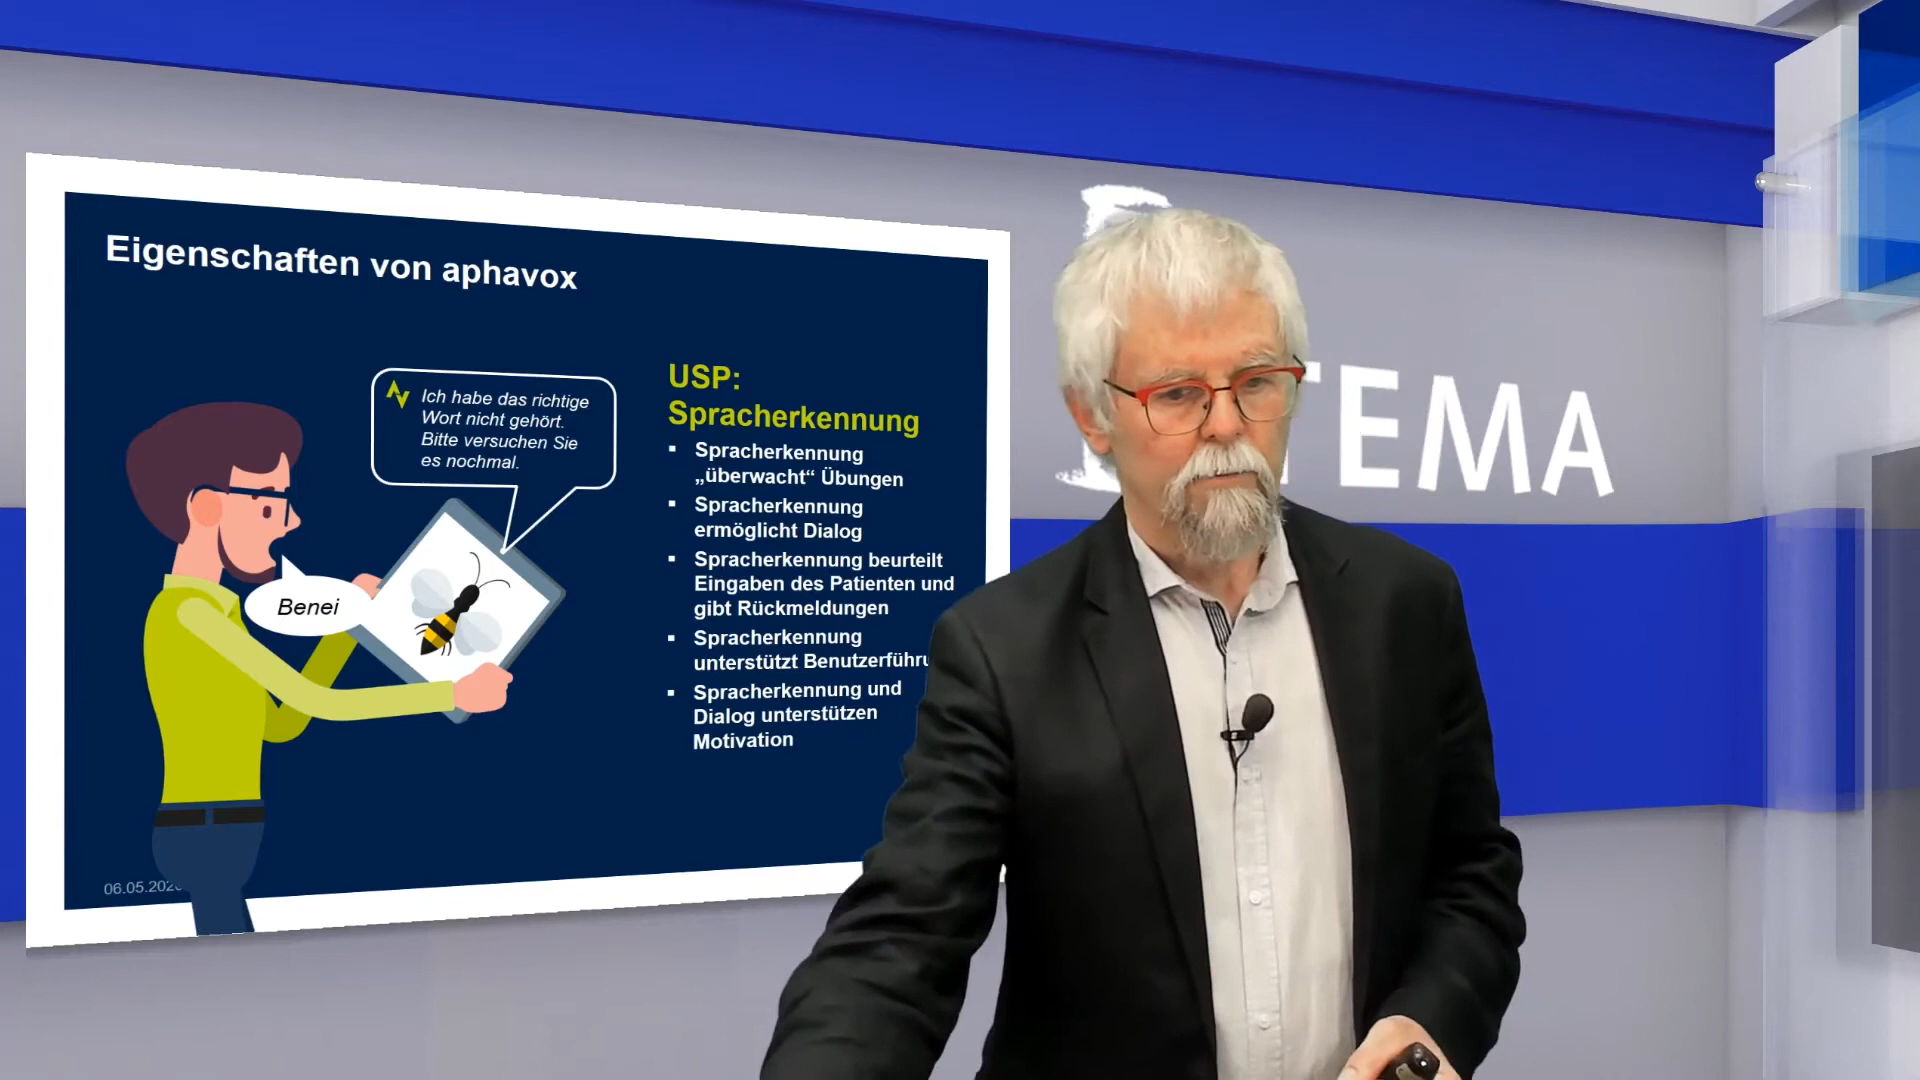 Eigenschaften von aphavox
Ich habe das richtige
Wort nicht gehört.
Bitte versuchen Sie
es nochmal.
Benei
USP:
Spracherkennung
▪ Spracherkennung
„überwacht“ Übungen
▪ Spracherkennung
ermöglicht Dialog
▪ Spracherkennung beurteilt
Eingaben des Patienten und
gibt Rückmeldungen
▪ Spracherkennung
unterstützt
▪ Spracherkennung und
Dialog unterstützen
Motivation
TEMA